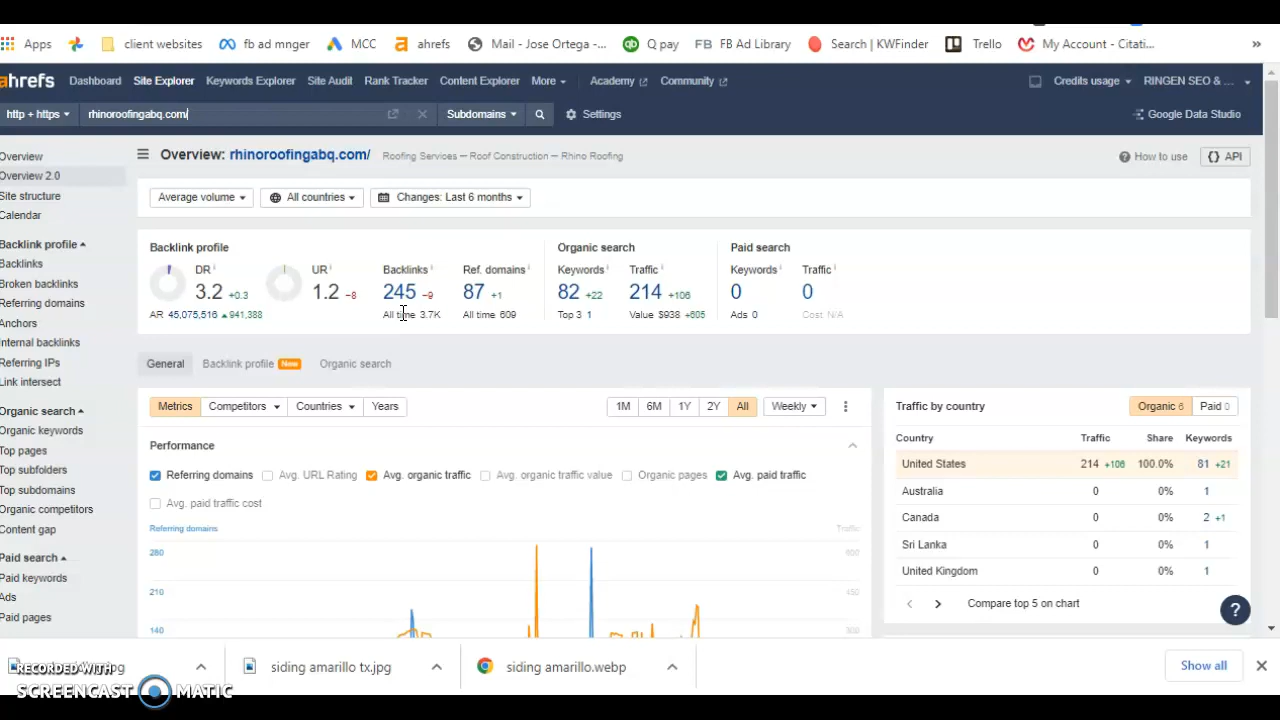 Apps client websites fb ad mnger MCC ahrefs Mail - Jose Ortega -... Q pay FB FB Ad Library Search | KWFinder Trello My Account - Citati... »
ahrefs Dashboard Site Explorer Keywords Explorer Site Audit Rank Tracker Content Explorer More Academy Community Credits usage RINGEN SEO & ...
http + https rhinoroofingabq.com/ Subdomains Settings Google Data Studio
Overview
Overview 2.0
Site structure
Calendar
Backlink profile
Backlinks
Broken backlinks
Referring domains
Anchors
Internal backlinks
Referring IPs
Link intersect
Organic search
Organic keywords
Top pages
Top subfolders
Top subdomains
Organic competitors
Content gap
Paid search
Paid keywords
Ads
Paid pages
Overview: rhinoroofingabq.com/ Roofing Services — Roof Construction — Rhino Roofing How to use {} API
Average volume All countries Changes: Last 6 months
Backlink profile Organic search Paid search
DR UR Backlinks Ref. domains Keywords Traffic Keywords Traffic
3.2 +0.3 1.2 −8 245 −9 87 +1 82 +22 214 +106 0 0
AR 45,075,516 ▲941,388 All time 3.7K All time 609 Top 3 1 Value $938 +605 Ads 0 Cost: N/A
General Backlink profile New Organic search
Metrics Competitors Countries Years 1M 6M 1Y 2Y All Weekly
Performance
Referring domains Avg. URL Rating Avg. organic traffic Avg. organic traffic value Organic pages Avg. paid traffic
Avg. paid traffic cost
Referring domains Traffic
280 600
210 450
140 300
Traffic by country Organic 6 Paid 0
Country Traffic Share Keywords
United States 214 +106 100.0% 81 +21
Australia 0 0% 1
Canada 0 0% 2 +1
Sri Lanka 0 0% 1
United Kingdom 0 0% 1
Compare top 5 on chart
?
siding amarillo tx.jpg siding amarillo.webp Show all
RECORDED WITH
SCREENCAST MATIC